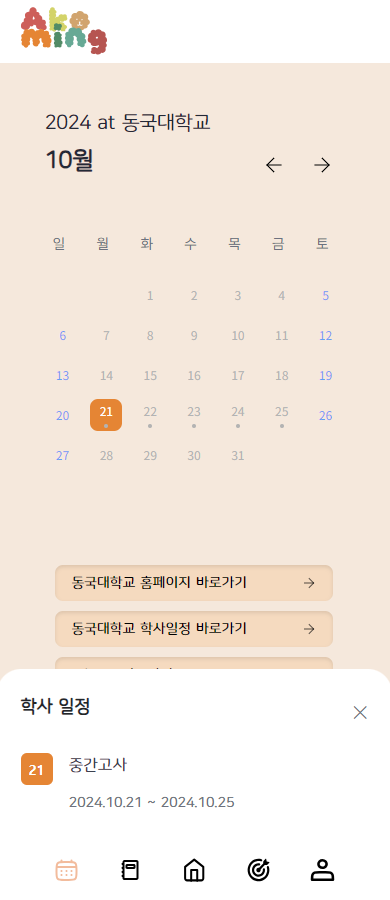 Ako
ming
2024 at 동국대학교
10월
일 월 화 수 목 금 토
1 2 3 4 5
6 7 8 9 10 11 12
13 14 15 16 17 18 19
20 21 22 23 24 25 26
27 28 29 30 31
동국대학교 홈페이지 바로가기
동국대학교 학사일정 바로가기
학사 일정
21 중간고사
2024.10.21 ~ 2024.10.25